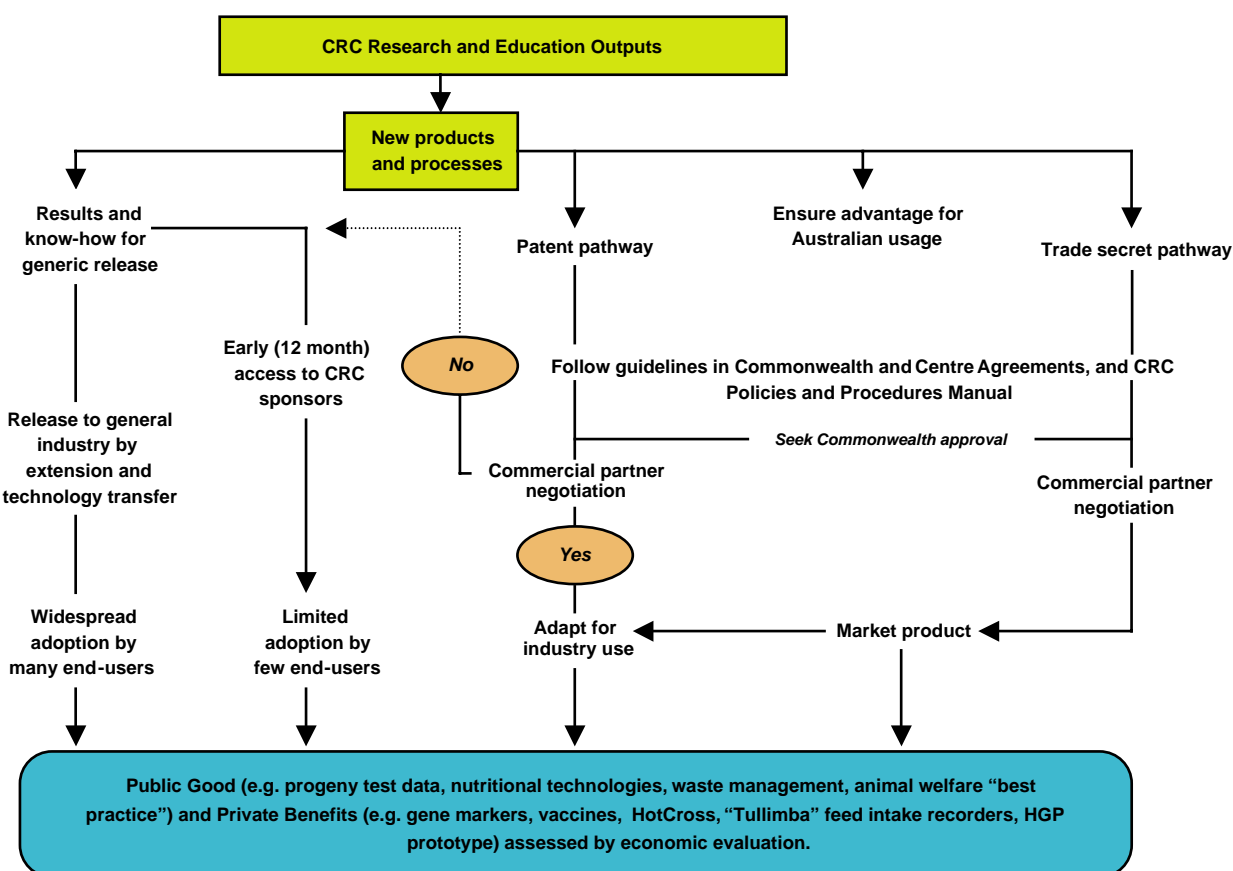 CRC Research and Education Outputs
New products
and processes
Results and
know-how for
generic release
Patent pathway
Ensure advantage for
Australian usage
Trade secret pathway
Early (12 month)
access to CRC
sponsors
No
Follow guidelines in Commonwealth and Centre Agreements, and CRC
Policies and Procedures Manual
Release to general
industry by
extension and
technology transfer
Seek Commonwealth approval
Commercial partner
negotiation
Commercial partner
negotiation
Yes
Widespread
adoption by
many end-users
Limited
adoption by
few end-users
Adapt for
industry use
Market product
Public Good (e.g. progeny test data, nutritional technologies, waste management, animal welfare “best
practice”) and Private Benefits (e.g. gene markers, vaccines, HotCross, “Tullimba” feed intake recorders, HGP
prototype) assessed by economic evaluation.